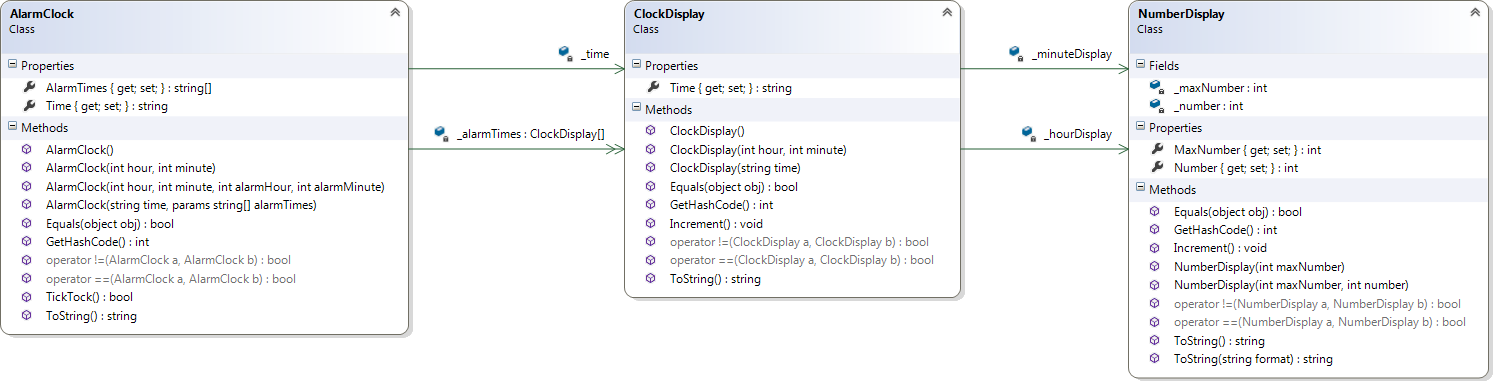 AlarmClock
Class
Properties
AlarmTimes { get; set; } : string[]
Time { get; set; } : string
Methods
AlarmClock()
AlarmClock(int hour, int minute)
AlarmClock(int hour, int minute, int alarmHour, int alarmMinute)
AlarmClock(string time, params string[] alarmTimes)
Equals(object obj) : bool
GetHashCode() : int
operator !=(AlarmClock a, AlarmClock b) : bool
operator ==(AlarmClock a, AlarmClock b) : bool
TickTock() : bool
ToString() : string
_time
_alarmTimes : ClockDisplay[]
ClockDisplay
Class
Properties
Time { get; set; } : string
Methods
ClockDisplay()
ClockDisplay(int hour, int minute)
ClockDisplay(string time)
Equals(object obj) : bool
GetHashCode() : int
Increment() : void
operator !=(ClockDisplay a, ClockDisplay b) : bool
operator ==(ClockDisplay a, ClockDisplay b) : bool
ToString() : string
_minuteDisplay
_hourDisplay
NumberDisplay
Class
Fields
_maxNumber : int
_number : int
Properties
MaxNumber { get; set; } : int
Number { get; set; } : int
Methods
Equals(object obj) : bool
GetHashCode() : int
Increment() : void
NumberDisplay(int maxNumber)
NumberDisplay(int maxNumber, int number)
operator !=(NumberDisplay a, NumberDisplay b) : bool
operator ==(NumberDisplay a, NumberDisplay b) : bool
ToString() : string
ToString(string format) : string